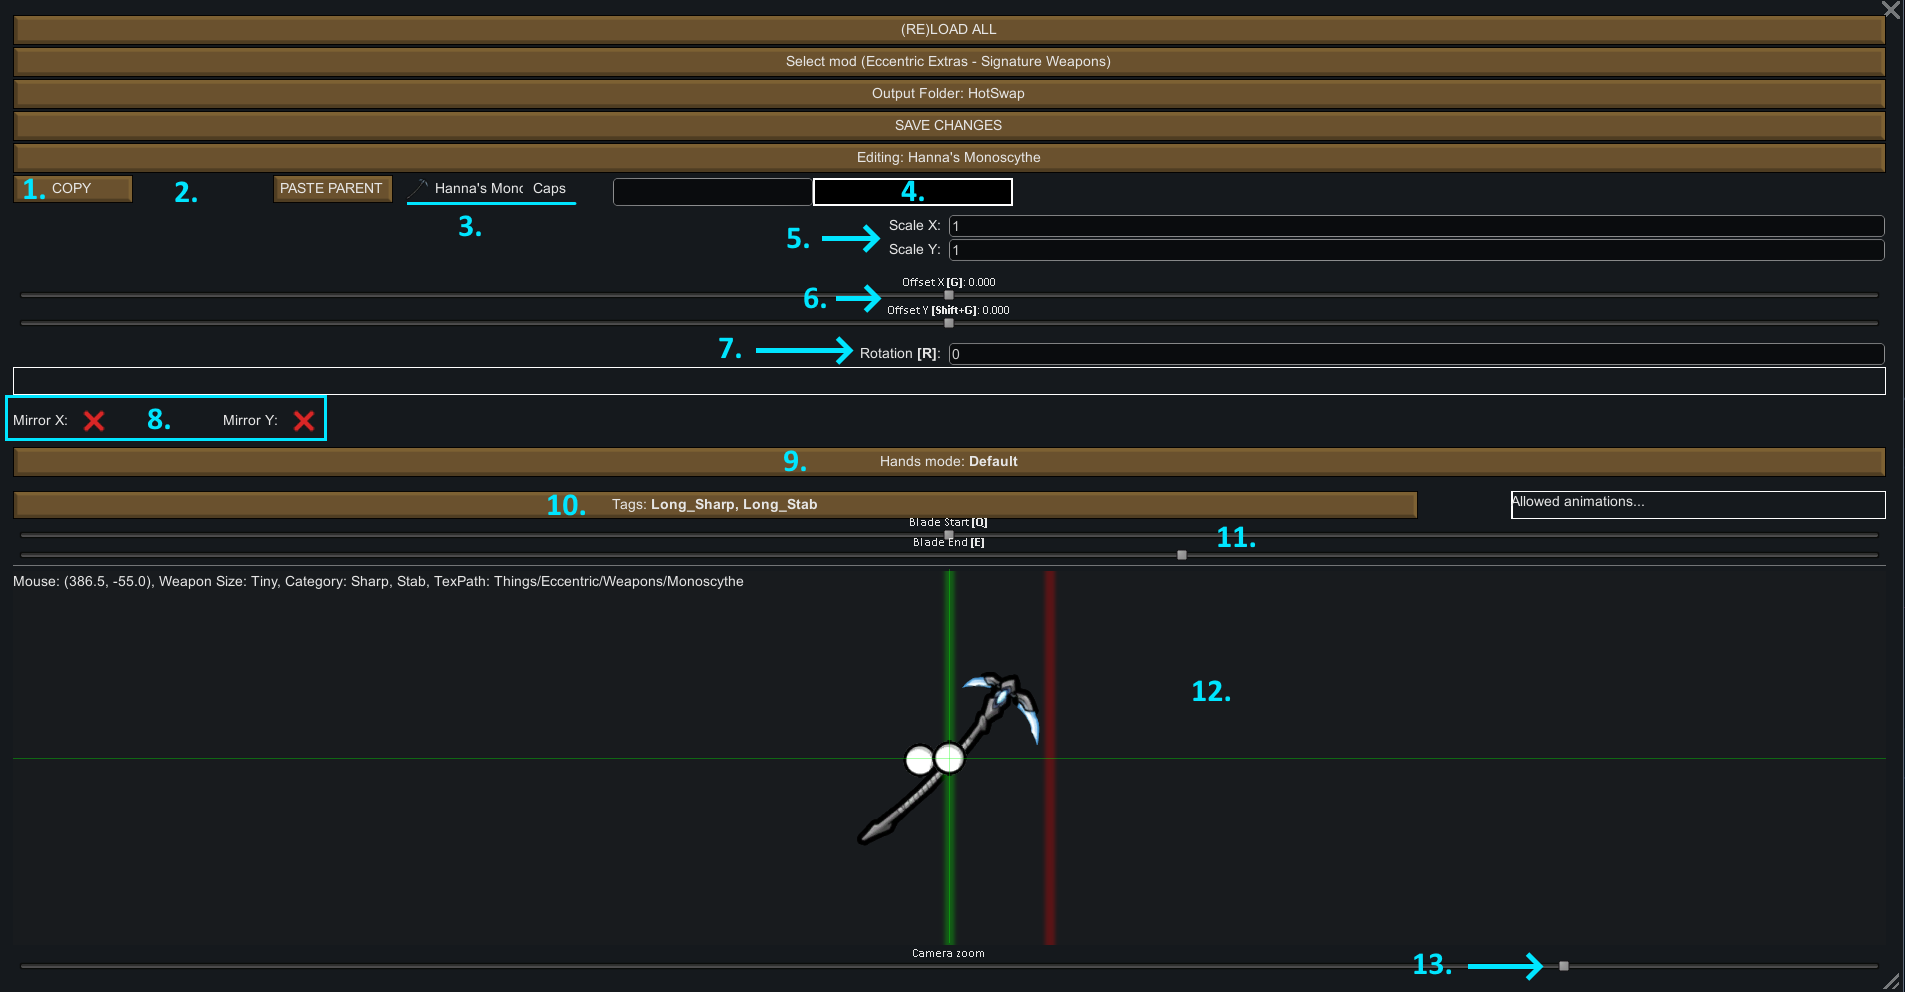 (RE)LOAD ALL
Select mod (Eccentric Extras - Signature Weapons)
Output Folder: HotSwap
SAVE CHANGES
Editing: Hanna's Monoscythe
1. COPY 2. PASTE PARENT Hanna's Mono Caps 4.
3.
Scale X: 1
5.
Scale Y: 1
Offset X [G]: 0.000
6.
Offset Y [Shift+G]: 0.000
7. Rotation [R]: 0
Mirror X: 8. Mirror Y:
9. Hands mode: Default
10. Tags: Long_Sharp, Long_Stab Allowed animations...
Blade Start [Q]
11.
Blade End [E]
Mouse: (386.5, -55.0), Weapon Size: Tiny, Category: Sharp, Stab, TexPath: Things/Eccentric/Weapons/Monoscythe
12.
Camera zoom
13.